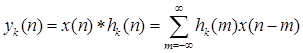 y_k(n) = x(n) * h_k(n) = \sum_{m=-\infty}^{\infty} h_k(m)x(n-m)